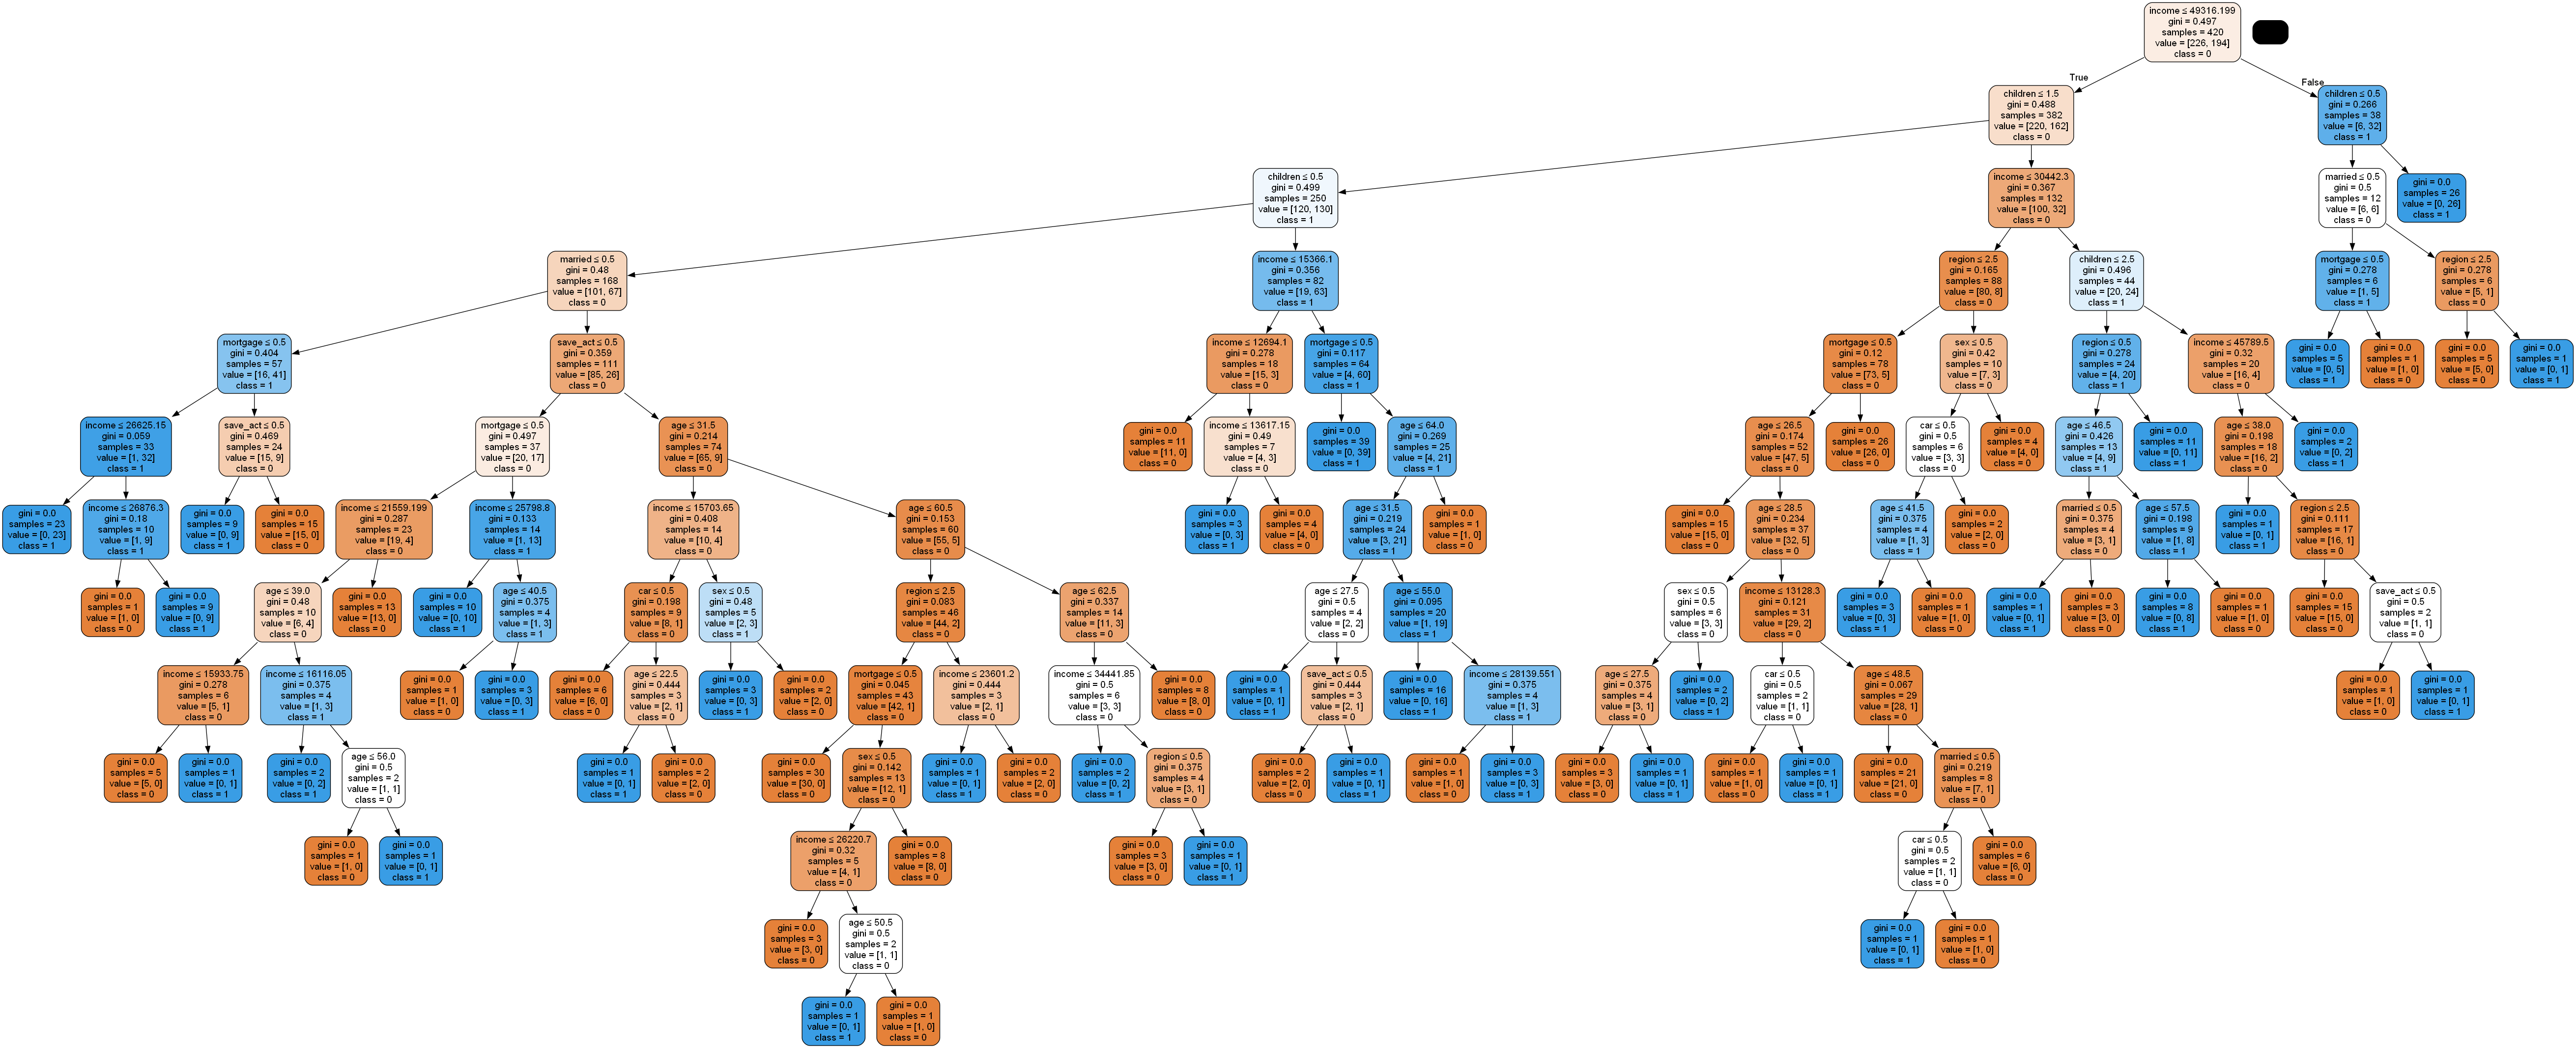 income ≤ 49316.199
gini = 0.497
samples = 420
value = [226, 194]
class = 0
True
False
children ≤ 1.5
gini = 0.488
samples = 382
value = [220, 162]
class = 0
children ≤ 0.5
gini = 0.266
samples = 38
value = [6, 32]
class = 1
children ≤ 0.5
gini = 0.499
samples = 250
value = [120, 130]
class = 1
income ≤ 30442.3
gini = 0.367
samples = 132
value = [100, 32]
class = 0
married ≤ 0.5
gini = 0.5
samples = 12
value = [6, 6]
class = 0
gini = 0.0
samples = 26
value = [0, 26]
class = 1
married ≤ 0.5
gini = 0.48
samples = 168
value = [101, 67]
class = 0
income ≤ 15366.1
gini = 0.356
samples = 82
value = [19, 63]
class = 1
region ≤ 2.5
gini = 0.165
samples = 88
value = [80, 8]
class = 0
children ≤ 2.5
gini = 0.496
samples = 44
value = [20, 24]
class = 1
mortgage ≤ 0.5
gini = 0.278
samples = 6
value = [1, 5]
class = 1
region ≤ 2.5
gini = 0.278
samples = 6
value = [5, 1]
class = 0
mortgage ≤ 0.5
gini = 0.404
samples = 57
value = [16, 41]
class = 1
save_act ≤ 0.5
gini = 0.359
samples = 111
value = [85, 26]
class = 0
income ≤ 12694.1
gini = 0.278
samples = 18
value = [15, 3]
class = 0
mortgage ≤ 0.5
gini = 0.117
samples = 64
value = [4, 60]
class = 1
mortgage ≤ 0.5
gini = 0.12
samples = 78
value = [73, 5]
class = 0
sex ≤ 0.5
gini = 0.42
samples = 10
value = [7, 3]
class = 0
region ≤ 0.5
gini = 0.278
samples = 24
value = [4, 20]
class = 1
income ≤ 45789.5
gini = 0.32
samples = 20
value = [16, 4]
class = 0
gini = 0.0
samples = 5
value = [0, 5]
class = 1
gini = 0.0
samples = 1
value = [1, 0]
class = 0
gini = 0.0
samples = 5
value = [5, 0]
class = 0
gini = 0.0
samples = 1
value = [0, 1]
class = 1
income ≤ 26625.15
gini = 0.059
samples = 33
value = [1, 32]
class = 1
save_act ≤ 0.5
gini = 0.469
samples = 24
value = [15, 9]
class = 0
mortgage ≤ 0.5
gini = 0.497
samples = 37
value = [20, 17]
class = 0
age ≤ 31.5
gini = 0.214
samples = 74
value = [65, 9]
class = 0
gini = 0.0
samples = 11
value = [11, 0]
class = 0
income ≤ 13617.15
gini = 0.49
samples = 7
value = [4, 3]
class = 0
gini = 0.0
samples = 39
value = [0, 39]
class = 1
age ≤ 64.0
gini = 0.269
samples = 25
value = [4, 21]
class = 1
age ≤ 26.5
gini = 0.174
samples = 52
value = [47, 5]
class = 0
gini = 0.0
samples = 26
value = [26, 0]
class = 0
car ≤ 0.5
gini = 0.5
samples = 6
value = [3, 3]
class = 0
gini = 0.0
samples = 4
value = [4, 0]
class = 0
age ≤ 46.5
gini = 0.426
samples = 13
value = [4, 9]
class = 1
gini = 0.0
samples = 11
value = [0, 11]
class = 1
age ≤ 38.0
gini = 0.198
samples = 18
value = [16, 2]
class = 0
gini = 0.0
samples = 2
value = [0, 2]
class = 1
gini = 0.0
samples = 23
value = [0, 23]
class = 1
income ≤ 26876.3
gini = 0.18
samples = 10
value = [1, 9]
class = 1
gini = 0.0
samples = 9
value = [0, 9]
class = 1
gini = 0.0
samples = 15
value = [15, 0]
class = 0
income ≤ 21559.199
gini = 0.287
samples = 23
value = [19, 4]
class = 0
income ≤ 25798.8
gini = 0.133
samples = 14
value = [1, 13]
class = 1
income ≤ 15703.65
gini = 0.408
samples = 14
value = [10, 4]
class = 0
age ≤ 60.5
gini = 0.153
samples = 60
value = [55, 5]
class = 0
gini = 0.0
samples = 3
value = [0, 3]
class = 1
gini = 0.0
samples = 4
value = [4, 0]
class = 0
age ≤ 31.5
gini = 0.219
samples = 24
value = [3, 21]
class = 1
gini = 0.0
samples = 1
value = [1, 0]
class = 0
gini = 0.0
samples = 15
value = [15, 0]
class = 0
age ≤ 28.5
gini = 0.234
samples = 37
value = [32, 5]
class = 0
age ≤ 41.5
gini = 0.375
samples = 4
value = [1, 3]
class = 1
gini = 0.0
samples = 2
value = [2, 0]
class = 0
married ≤ 0.5
gini = 0.375
samples = 4
value = [3, 1]
class = 0
age ≤ 57.5
gini = 0.198
samples = 9
value = [1, 8]
class = 1
gini = 0.0
samples = 1
value = [0, 1]
class = 1
region ≤ 2.5
gini = 0.111
samples = 17
value = [16, 1]
class = 0
gini = 0.0
samples = 1
value = [1, 0]
class = 0
gini = 0.0
samples = 9
value = [0, 9]
class = 1
age ≤ 39.0
gini = 0.48
samples = 10
value = [6, 4]
class = 0
gini = 0.0
samples = 13
value = [13, 0]
class = 0
gini = 0.0
samples = 10
value = [0, 10]
class = 1
age ≤ 40.5
gini = 0.375
samples = 4
value = [1, 3]
class = 1
car ≤ 0.5
gini = 0.198
samples = 9
value = [8, 1]
class = 0
sex ≤ 0.5
gini = 0.48
samples = 5
value = [2, 3]
class = 1
region ≤ 2.5
gini = 0.083
samples = 46
value = [44, 2]
class = 0
age ≤ 62.5
gini = 0.337
samples = 14
value = [11, 3]
class = 0
age ≤ 27.5
gini = 0.5
samples = 4
value = [2, 2]
class = 0
age ≤ 55.0
gini = 0.095
samples = 20
value = [1, 19]
class = 1
sex ≤ 0.5
gini = 0.5
samples = 6
value = [3, 3]
class = 0
income ≤ 13128.3
gini = 0.121
samples = 31
value = [29, 2]
class = 0
gini = 0.0
samples = 3
value = [0, 3]
class = 1
gini = 0.0
samples = 1
value = [1, 0]
class = 0
gini = 0.0
samples = 1
value = [0, 1]
class = 1
gini = 0.0
samples = 3
value = [3, 0]
class = 0
gini = 0.0
samples = 8
value = [0, 8]
class = 1
gini = 0.0
samples = 1
value = [1, 0]
class = 0
gini = 0.0
samples = 15
value = [15, 0]
class = 0
save_act ≤ 0.5
gini = 0.5
samples = 2
value = [1, 1]
class = 0
income ≤ 15933.75
gini = 0.278
samples = 6
value = [5, 1]
class = 0
income ≤ 16116.05
gini = 0.375
samples = 4
value = [1, 3]
class = 1
gini = 0.0
samples = 1
value = [1, 0]
class = 0
gini = 0.0
samples = 3
value = [0, 3]
class = 1
gini = 0.0
samples = 6
value = [6, 0]
class = 0
age ≤ 22.5
gini = 0.444
samples = 3
value = [2, 1]
class = 0
gini = 0.0
samples = 3
value = [0, 3]
class = 1
gini = 0.0
samples = 2
value = [2, 0]
class = 0
mortgage ≤ 0.5
gini = 0.045
samples = 43
value = [42, 1]
class = 0
income ≤ 23601.2
gini = 0.444
samples = 3
value = [2, 1]
class = 0
income ≤ 34441.85
gini = 0.5
samples = 6
value = [3, 3]
class = 0
gini = 0.0
samples = 8
value = [8, 0]
class = 0
gini = 0.0
samples = 1
value = [0, 1]
class = 1
save_act ≤ 0.5
gini = 0.444
samples = 3
value = [2, 1]
class = 0
gini = 0.0
samples = 16
value = [0, 16]
class = 1
income ≤ 28139.551
gini = 0.375
samples = 4
value = [1, 3]
class = 1
age ≤ 27.5
gini = 0.375
samples = 4
value = [3, 1]
class = 0
gini = 0.0
samples = 2
value = [0, 2]
class = 1
car ≤ 0.5
gini = 0.5
samples = 2
value = [1, 1]
class = 0
age ≤ 48.5
gini = 0.067
samples = 29
value = [28, 1]
class = 0
gini = 0.0
samples = 1
value = [1, 0]
class = 0
gini = 0.0
samples = 1
value = [0, 1]
class = 1
gini = 0.0
samples = 5
value = [5, 0]
class = 0
gini = 0.0
samples = 1
value = [0, 1]
class = 1
gini = 0.0
samples = 2
value = [0, 2]
class = 1
age ≤ 56.0
gini = 0.5
samples = 2
value = [1, 1]
class = 0
gini = 0.0
samples = 1
value = [0, 1]
class = 1
gini = 0.0
samples = 2
value = [2, 0]
class = 0
gini = 0.0
samples = 30
value = [30, 0]
class = 0
sex ≤ 0.5
gini = 0.142
samples = 13
value = [12, 1]
class = 0
gini = 0.0
samples = 1
value = [0, 1]
class = 1
gini = 0.0
samples = 2
value = [2, 0]
class = 0
gini = 0.0
samples = 2
value = [0, 2]
class = 1
region ≤ 0.5
gini = 0.375
samples = 4
value = [3, 1]
class = 0
gini = 0.0
samples = 2
value = [2, 0]
class = 0
gini = 0.0
samples = 1
value = [0, 1]
class = 1
gini = 0.0
samples = 1
value = [1, 0]
class = 0
gini = 0.0
samples = 3
value = [0, 3]
class = 1
gini = 0.0
samples = 3
value = [3, 0]
class = 0
gini = 0.0
samples = 1
value = [0, 1]
class = 1
gini = 0.0
samples = 1
value = [1, 0]
class = 0
gini = 0.0
samples = 1
value = [0, 1]
class = 1
gini = 0.0
samples = 21
value = [21, 0]
class = 0
married ≤ 0.5
gini = 0.219
samples = 8
value = [7, 1]
class = 0
gini = 0.0
samples = 1
value = [1, 0]
class = 0
gini = 0.0
samples = 1
value = [0, 1]
class = 1
income ≤ 26220.7
gini = 0.32
samples = 5
value = [4, 1]
class = 0
gini = 0.0
samples = 8
value = [8, 0]
class = 0
gini = 0.0
samples = 3
value = [3, 0]
class = 0
gini = 0.0
samples = 1
value = [0, 1]
class = 1
car ≤ 0.5
gini = 0.5
samples = 2
value = [1, 1]
class = 0
gini = 0.0
samples = 6
value = [6, 0]
class = 0
gini = 0.0
samples = 3
value = [3, 0]
class = 0
age ≤ 50.5
gini = 0.5
samples = 2
value = [1, 1]
class = 0
gini = 0.0
samples = 1
value = [0, 1]
class = 1
gini = 0.0
samples = 1
value = [1, 0]
class = 0
gini = 0.0
samples = 1
value = [0, 1]
class = 1
gini = 0.0
samples = 1
value = [1, 0]
class = 0